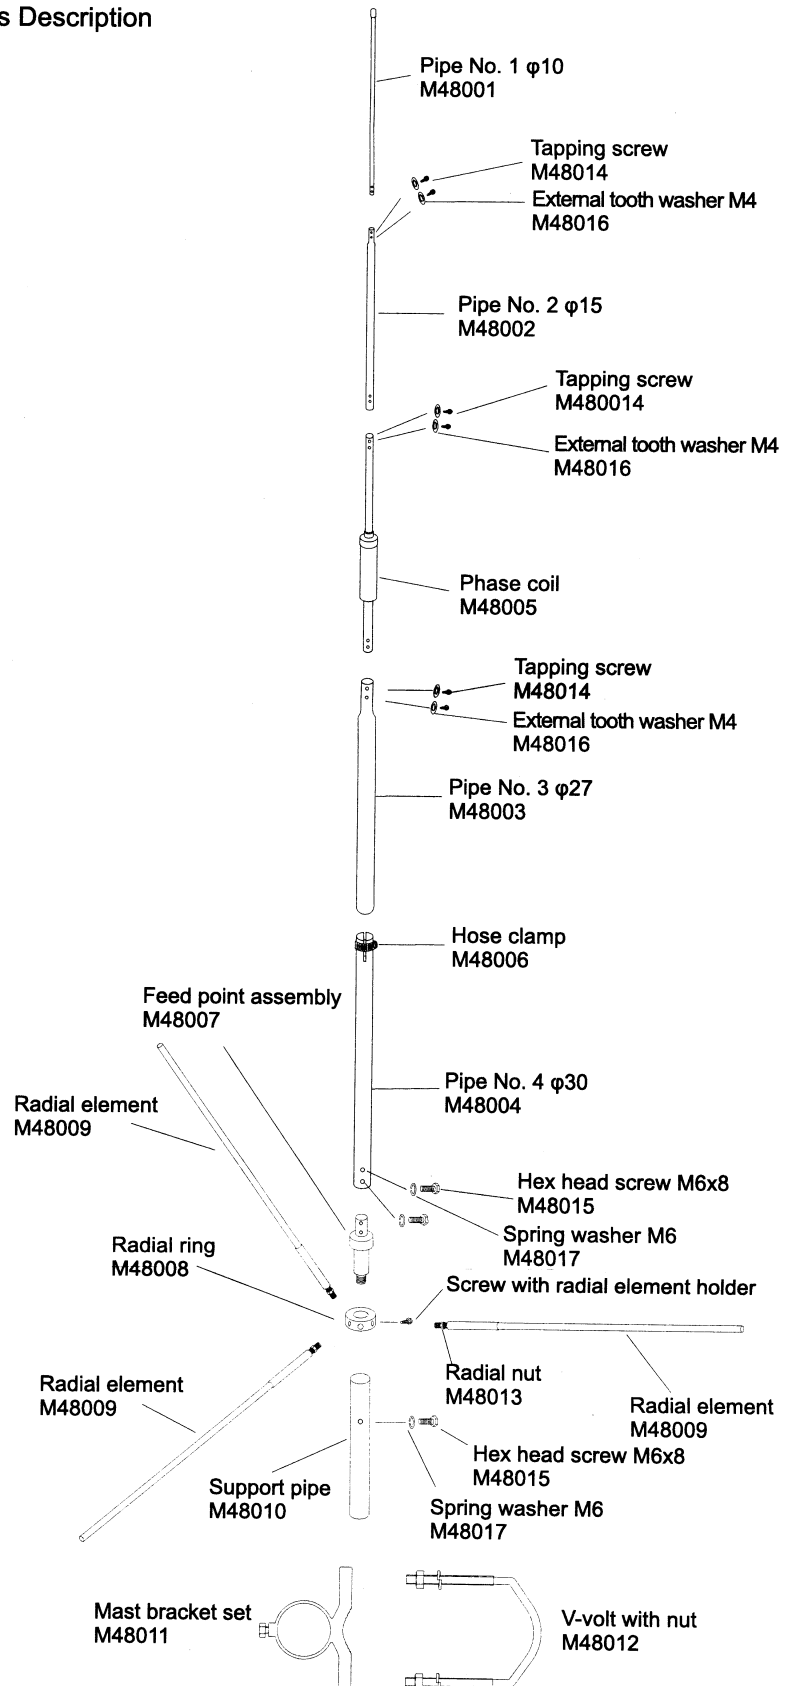 s Description
Pipe No. 1 φ10
M48001
Tapping screw
M48014
External tooth washer M4
M48016
Pipe No. 2 φ15
M48002
Tapping screw
M480014
External tooth washer M4
M48016
Phase coil
M48005
Tapping screw
M48014
External tooth washer M4
M48016
Pipe No. 3 φ27
M48003
Hose clamp
M48006
Feed point assembly
M48007
Pipe No. 4 φ30
M48004
Radial element
M48009
Hex head screw M6x8
M48015
Spring washer M6
M48017
Radial ring
M48008
Screw with radial element holder
Radial nut
M48013
Radial element
M48009
Radial element
M48009
Hex head screw M6x8
M48015
Support pipe
M48010
Spring washer M6
M48017
Mast bracket set
M48011
V-volt with nut
M48012